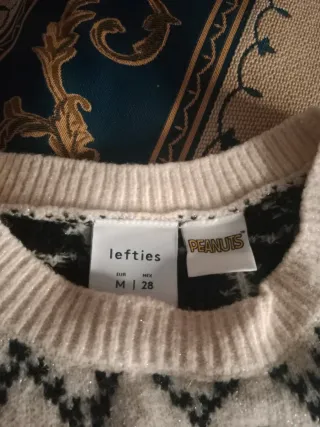 lefties
EUR MEX
M | 28
PEANUTS